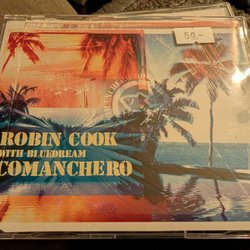 59,-
ROBIN COOK
WITH BLUEDREAM
COMANCHERO